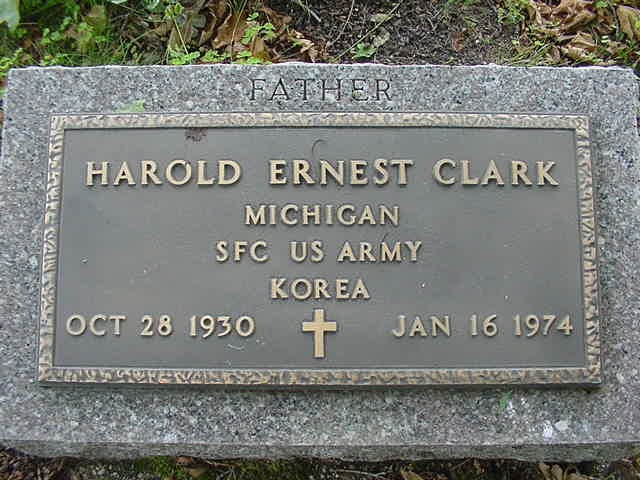 FATHER
HAROLD ERNEST CLARK
MICHIGAN
SFC US ARMY
KOREA
OCT 28 1930 JAN 16 1974